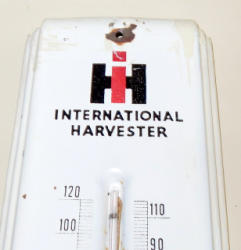 IH
INTERNATIONAL
HARVESTER
120
110
100
90